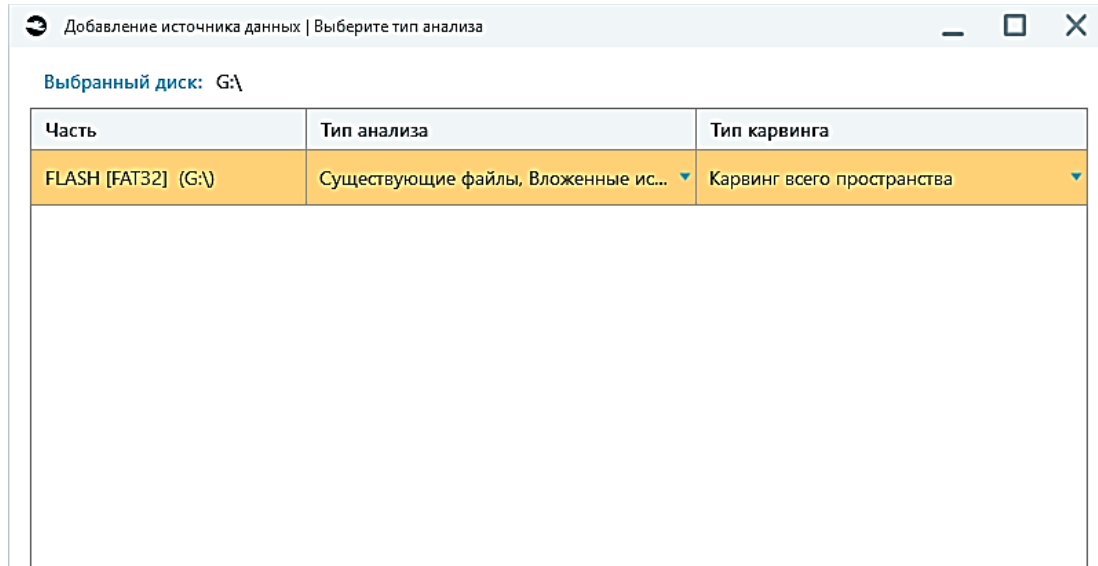 Добавление источника данных | Выберите тип анализа
Выбранный диск: G:\
Часть Тип анализа Тип карвинга
FLASH [FAT32] (G:\) Существующие файлы, Вложенные ис... Карвинг всего пространства